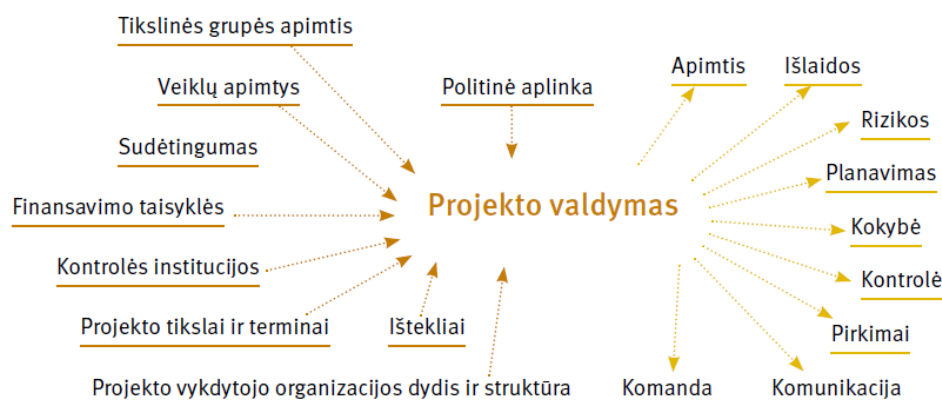 Tikslinės grupės apimtis
Veiklų apimtys
Politinė aplinka
Apimtis
Išlaidos
Sudėtingumas
Rizikos
Planavimas
Finansavimo taisyklės
Projekto valdymas
Kokybė
Kontrolės institucijos
Kontrolė
Projekto tikslai ir terminai
Ištekliai
Pirkimai
Projekto vykdytojo organizacijos dydis ir struktūra
Komanda
Komunikacija